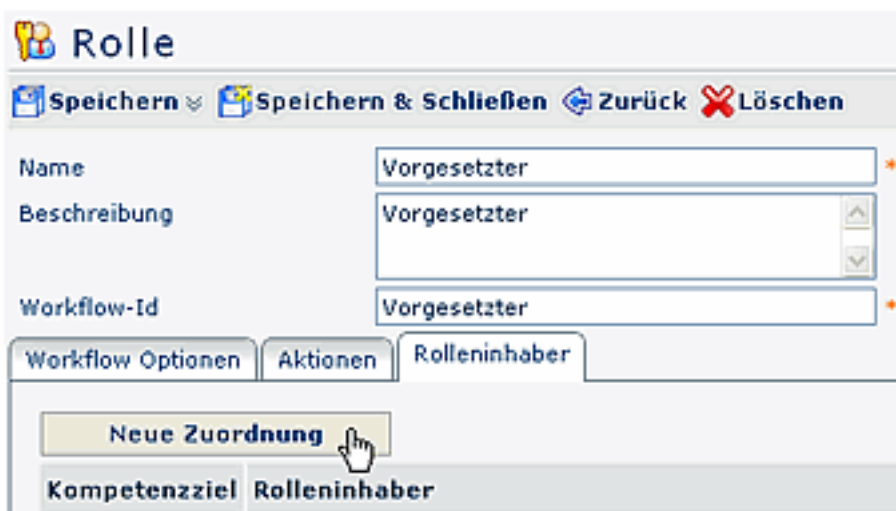 Rolle
Speichern Speichern & Schließen Zurück Löschen
Name Vorgesetzter *
Beschreibung Vorgesetzter
Workflow-Id Vorgesetzter *
Workflow Optionen Aktionen Rolleninhaber
Neue Zuordnung
Kompetenzziel Rolleninhaber